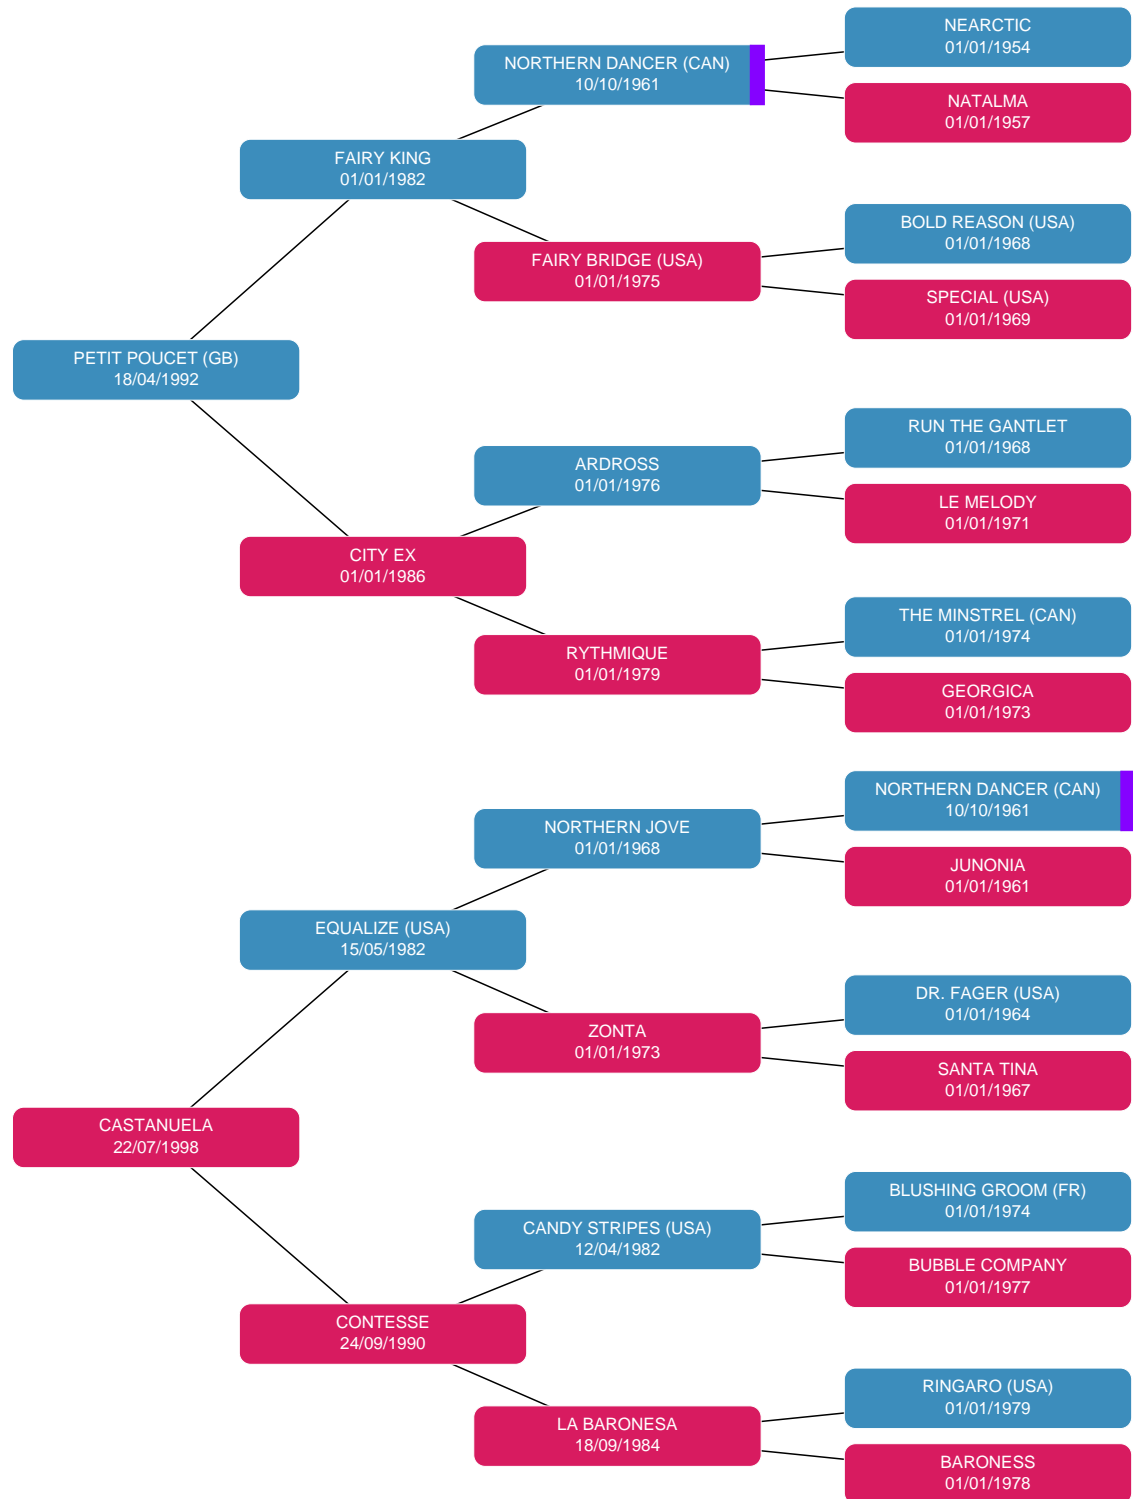 NEARCTIC
01/01/1954
NORTHERN DANCER (CAN)
10/10/1961
NATALMA
01/01/1957
FAIRY KING
01/01/1982
BOLD REASON (USA)
01/01/1968
FAIRY BRIDGE (USA)
01/01/1975
SPECIAL (USA)
01/01/1969
PETIT POUCET (GB)
18/04/1992
RUN THE GANTLET
01/01/1968
ARDROSS
01/01/1976
LE MELODY
01/01/1971
CITY EX
01/01/1986
THE MINSTREL (CAN)
01/01/1974
RYTHMIQUE
01/01/1979
GEORGICA
01/01/1973
NORTHERN DANCER (CAN)
10/10/1961
NORTHERN JOVE
01/01/1968
JUNONIA
01/01/1961
EQUALIZE (USA)
15/05/1982
DR. FAGER (USA)
01/01/1964
ZONTA
01/01/1973
SANTA TINA
01/01/1967
CASTANUELA
22/07/1998
BLUSHING GROOM (FR)
01/01/1974
CANDY STRIPES (USA)
12/04/1982
BUBBLE COMPANY
01/01/1977
CONTESSE
24/09/1990
RINGARO (USA)
01/01/1979
LA BARONESA
18/09/1984
BARONESS
01/01/1978